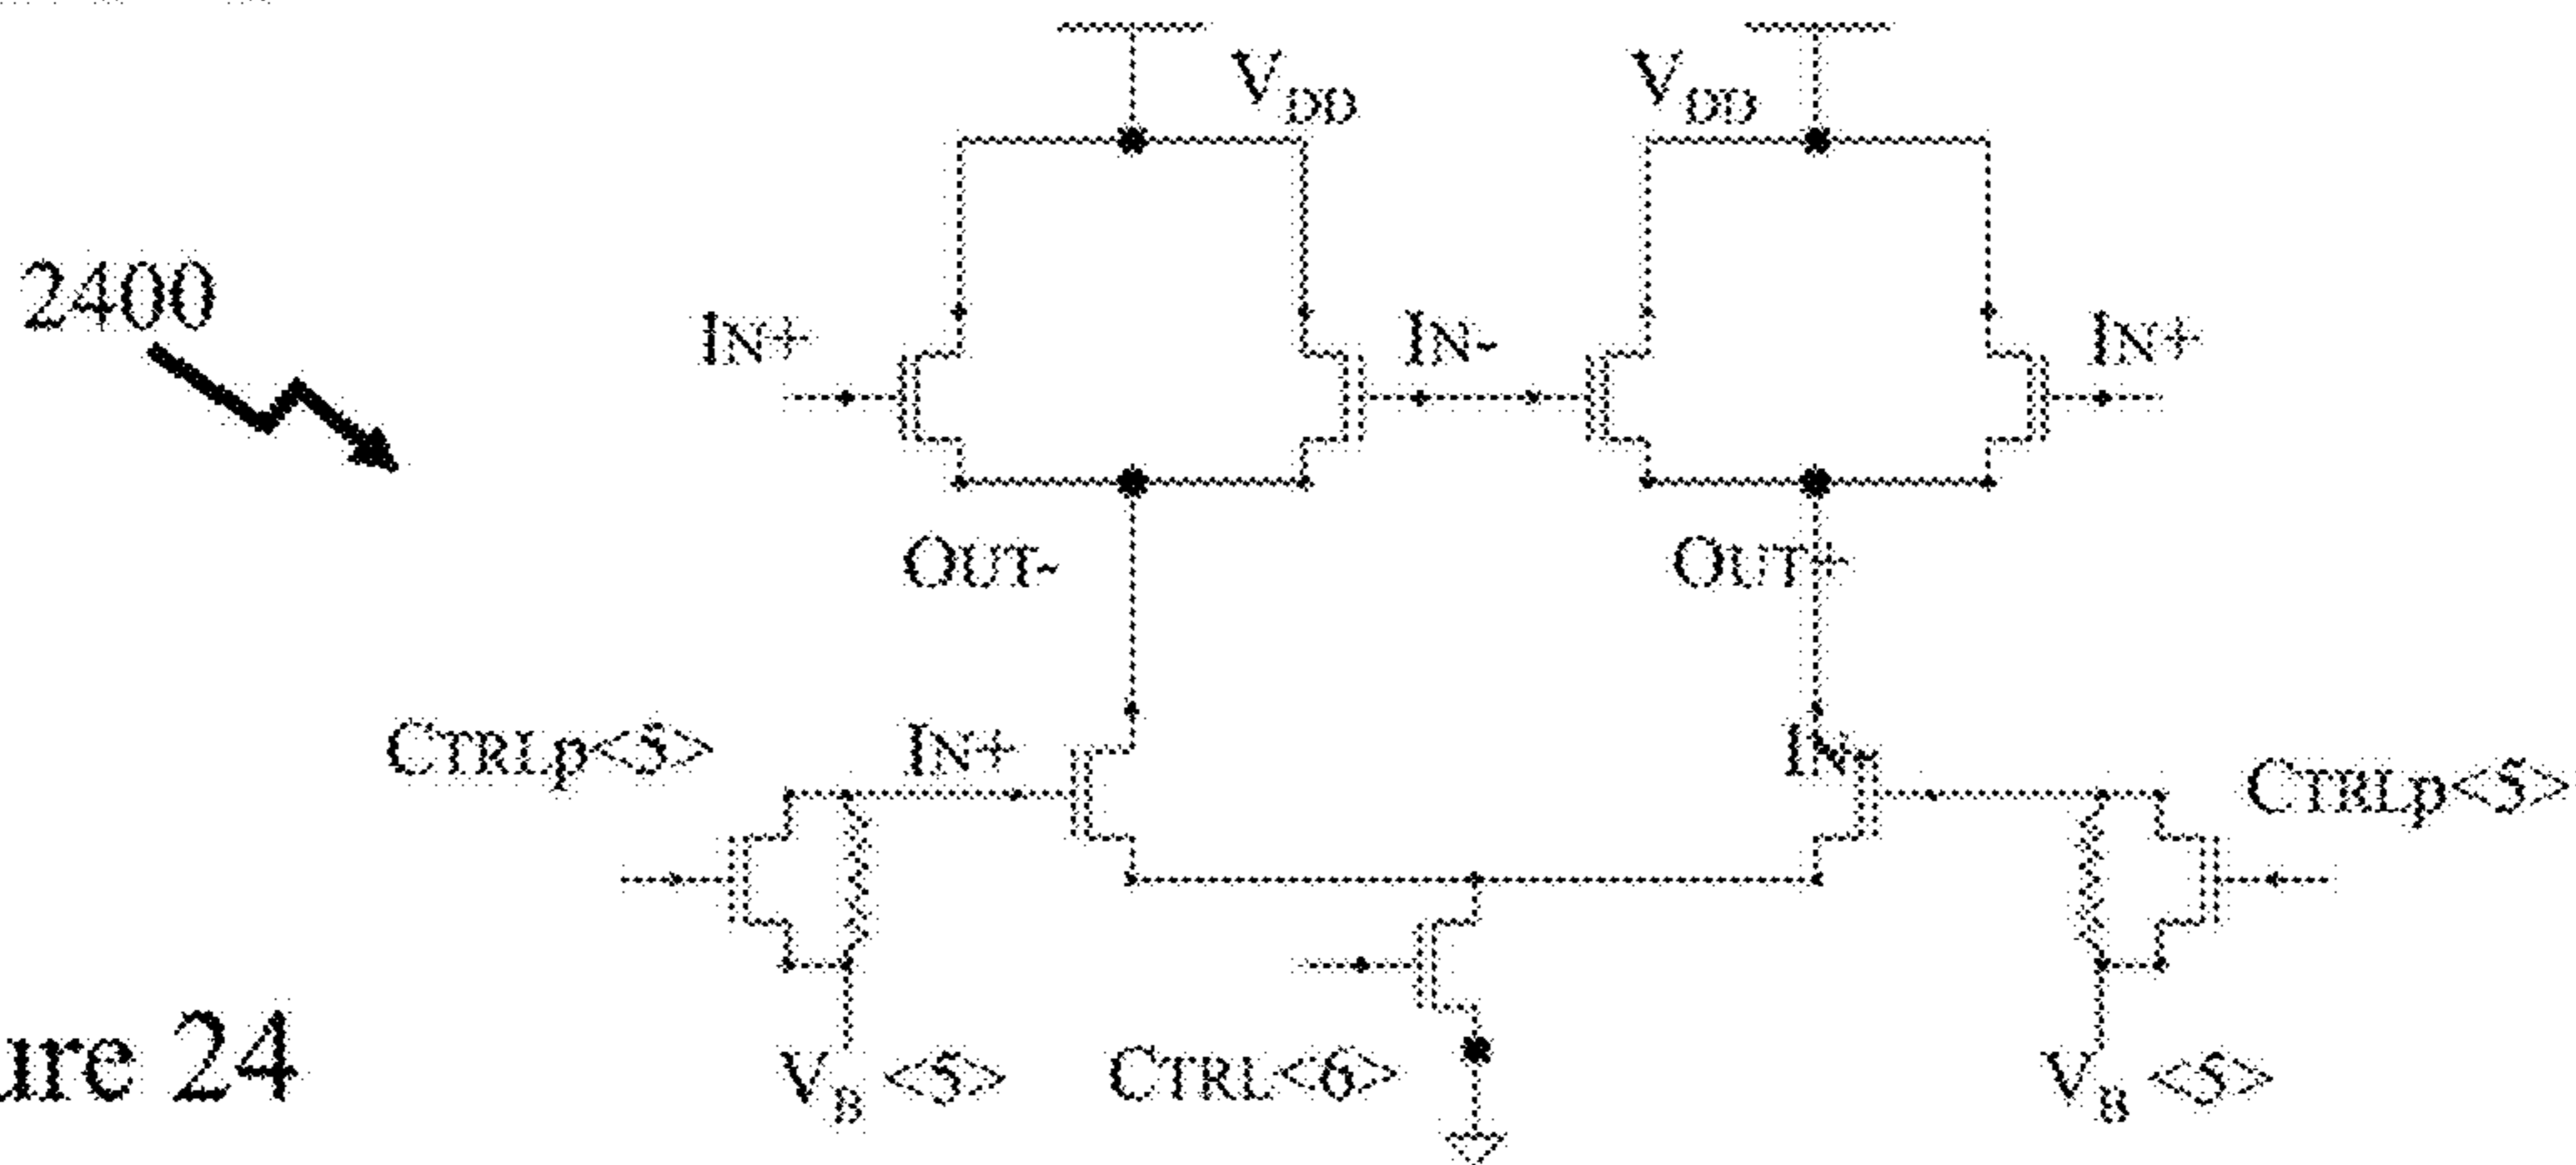 VDD VDD
2400
IN+ IN- IN+
OUT- OUT+
CTRLp<5> IN+ IN- CTRLp<5>
VB <5> CTRL<6> VB <5>
ure 24